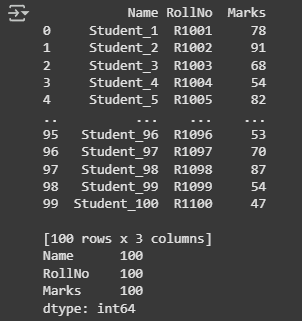 Name RollNo Marks
0 Student_1 R1001 78
1 Student_2 R1002 91
2 Student_3 R1003 68
3 Student_4 R1004 54
4 Student_5 R1005 82
.. ... ... ...
95 Student_96 R1096 53
96 Student_97 R1097 70
97 Student_98 R1098 87
98 Student_99 R1099 54
99 Student_100 R1100 47
[100 rows x 3 columns]
Name 100
RollNo 100
Marks 100
dtype: int64